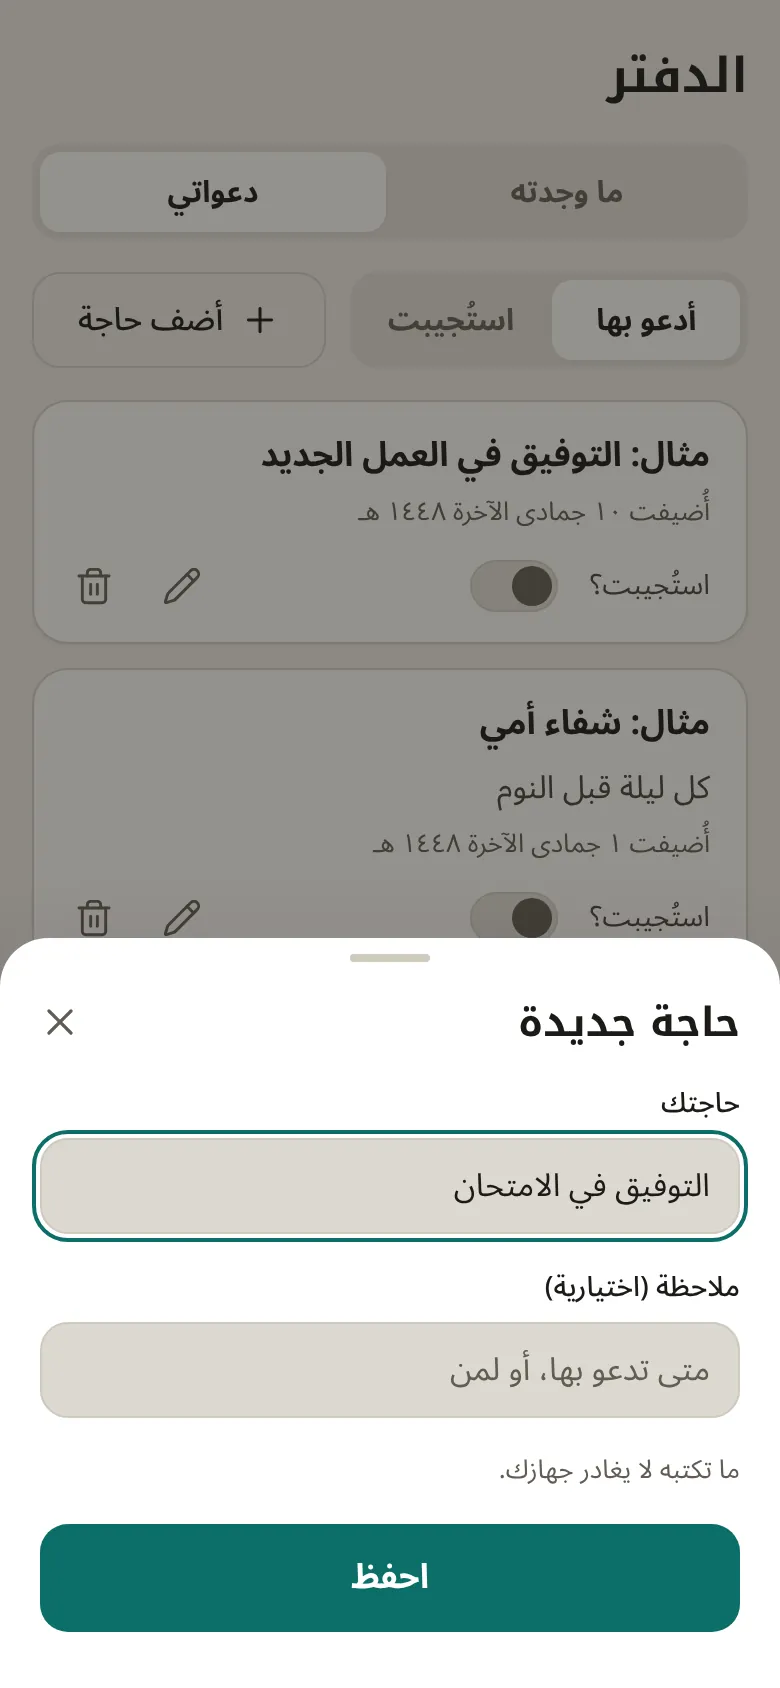 الدفتر
ما وجدته
دعواتي
أدعو بها
استُجيبت
+ أضف حاجة
مثال: التوفيق في العمل الجديد
أُضيفت ١٠ جمادى الآخرة ١٤٤٨ هـ
استُجيبت؟
مثال: شفاء أمي
كل ليلة قبل النوم
أُضيفت ١ جمادى الآخرة ١٤٤٨ هـ
استُجيبت؟
حاجة جديدة
حاجتك
التوفيق في الامتحان
ملاحظة (اختيارية)
متى تدعو بها، أو لمن
ما تكتبه لا يغادر جهازك.
احفظ